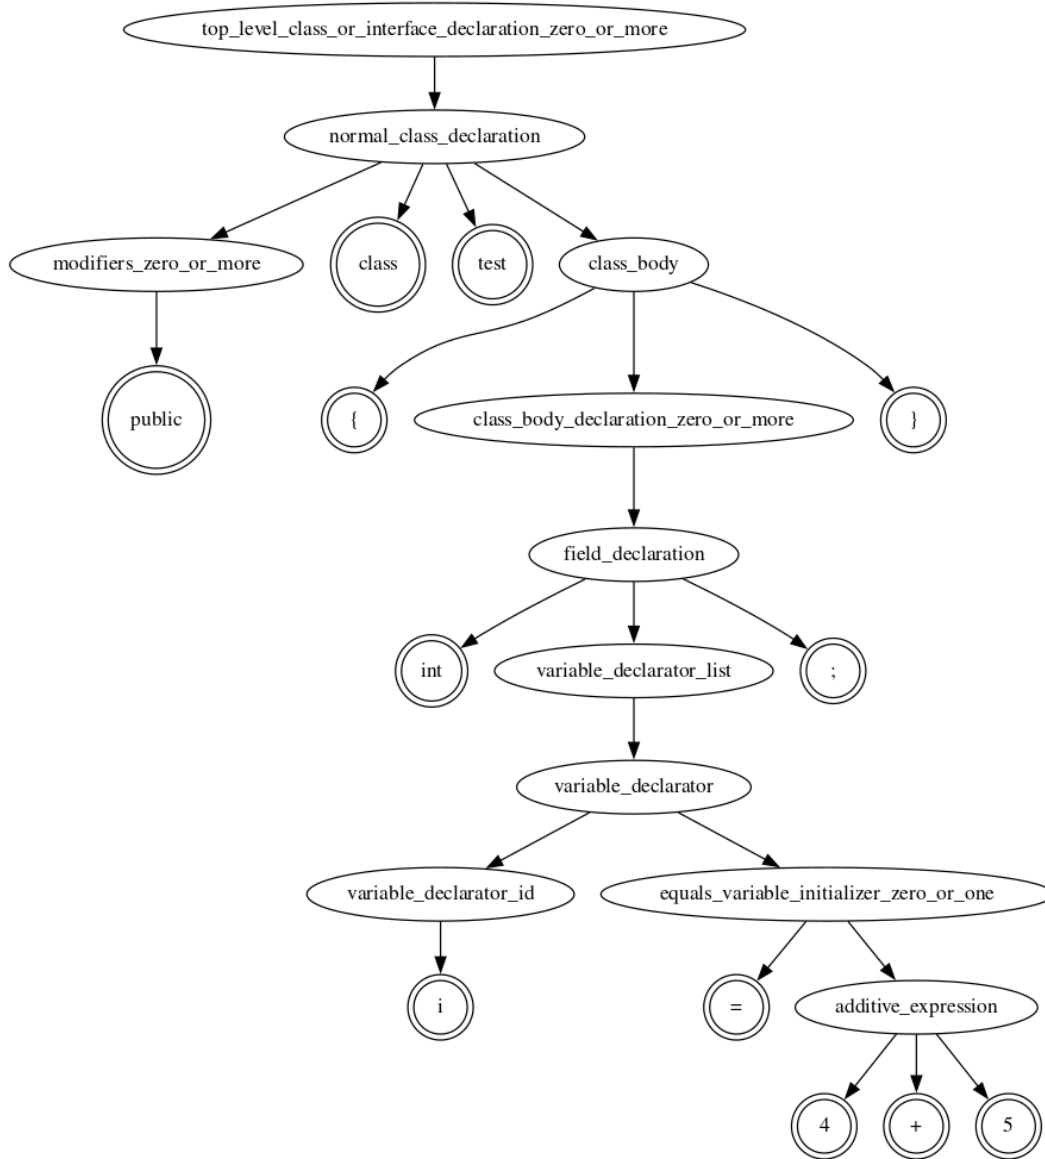 top_level_class_or_interface_declaration_zero_or_more
normal_class_declaration
modifiers_zero_or_more
class
test
class_body
public
{
class_body_declaration_zero_or_more
}
field_declaration
int
variable_declarator_list
;
variable_declarator
variable_declarator_id
equals_variable_initializer_zero_or_one
i
=
additive_expression
4
+
5